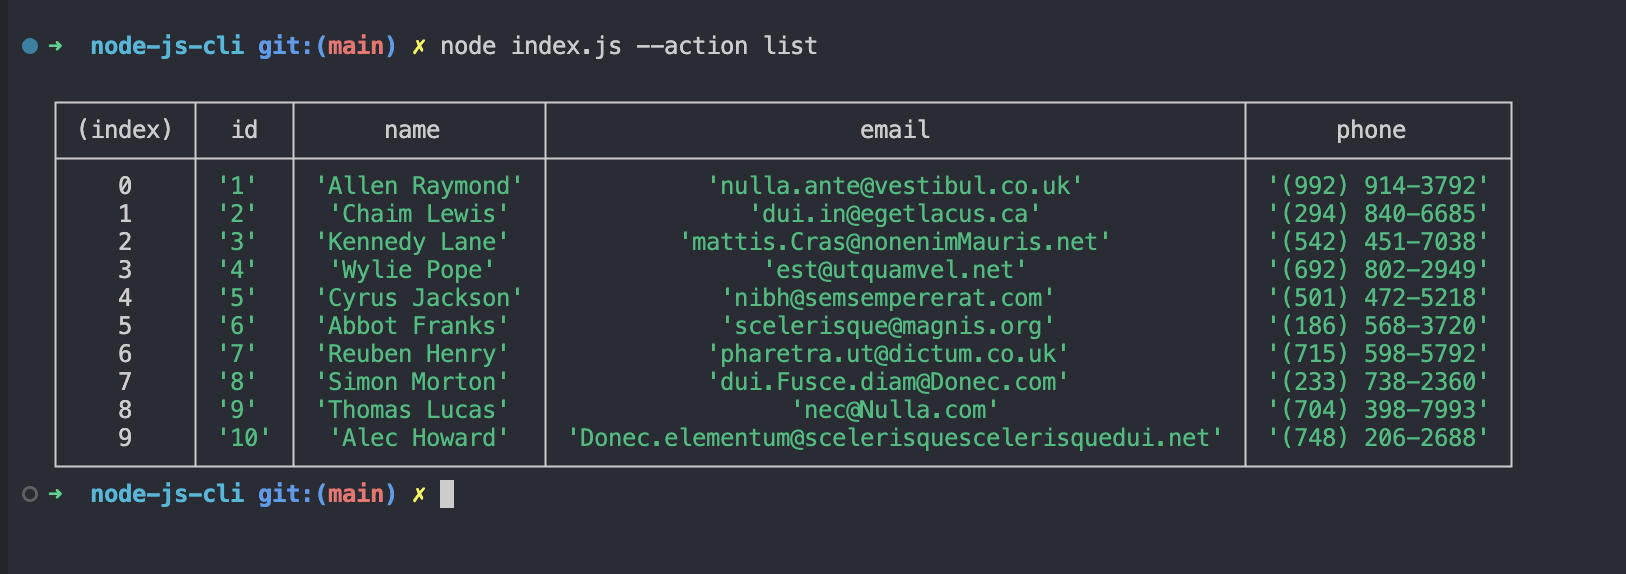 ➜ node-js-cli git:(main) ✗ node index.js --action list
(index) id name email phone
0 '1' 'Allen Raymond' 'nulla.ante@vestibul.co.uk' '(992) 914-3792'
1 '2' 'Chaim Lewis' 'dui.in@egetlacus.ca' '(294) 840-6685'
2 '3' 'Kennedy Lane' 'mattis.Cras@nonenimMauris.net' '(542) 451-7038'
3 '4' 'Wylie Pope' 'est@utquamvel.net' '(692) 802-2949'
4 '5' 'Cyrus Jackson' 'nibh@semsempererat.com' '(501) 472-5218'
5 '6' 'Abbot Franks' 'scelerisque@magnis.org' '(186) 568-3720'
6 '7' 'Reuben Henry' 'pharetra.ut@dictum.co.uk' '(715) 598-5792'
7 '8' 'Simon Morton' 'dui.Fusce.diam@Donec.com' '(233) 738-2360'
8 '9' 'Thomas Lucas' 'nec@Nulla.com' '(704) 398-7993'
9 '10' 'Alec Howard' 'Donec.elementum@scelerisquescelerisquedui.net' '(748) 206-2688'
➜ node-js-cli git:(main) ✗